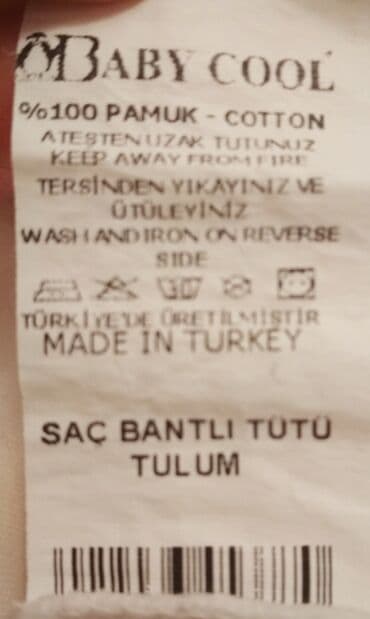 BABY COOL
%100 PAMUK - COTTON
ATEŞTEN UZAK TUTUNUZ
KEEP AWAY FROM FIRE
TERSİNDEN YIKAYINIZ VE
ÜTÜLEYİNİZ
WASH AND IRON ON REVERSE
SIDE
TÜRKİYE'DE ÜRETİLMİŞTİR
MADE IN TURKEY
SAÇ BANTLI TÜTÜ
TULUM